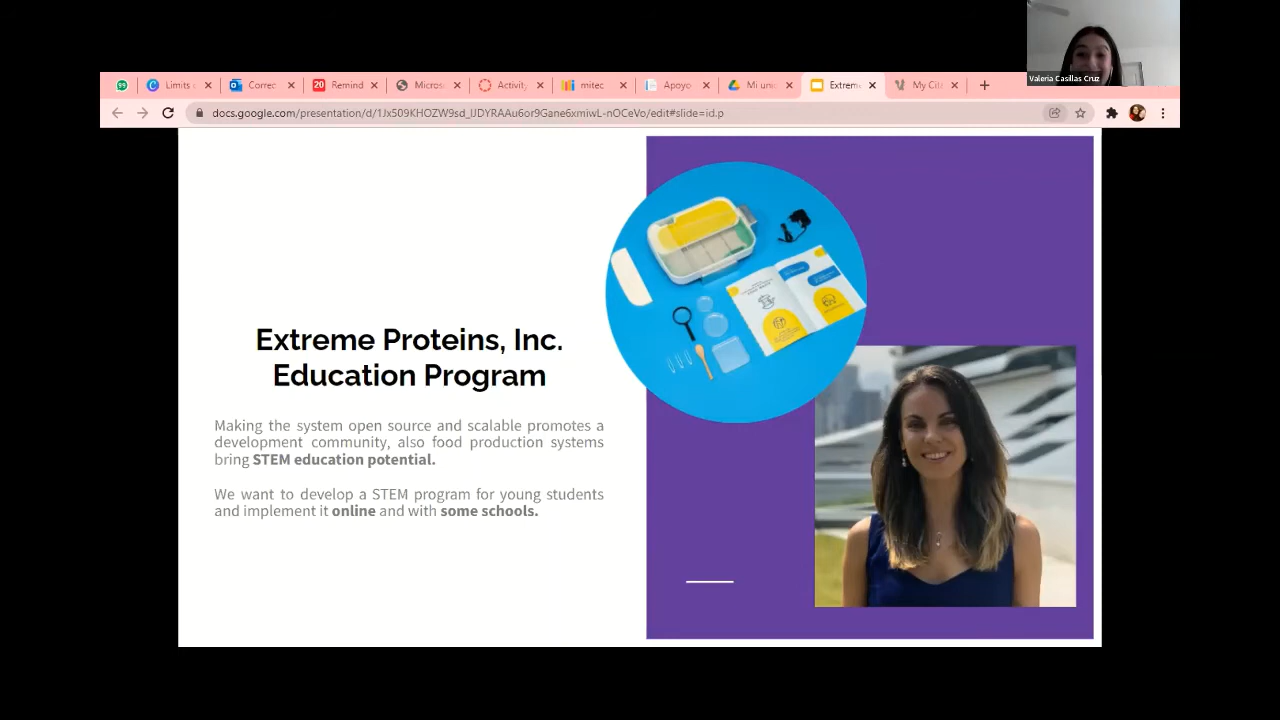 Valeria Casillas Cruz
Limits
Correc
Remind
Micros
Activity
mitec
Apoyo
Mi uni
Extrem
My Cit
docs.google.com/presentation/d/1Jx509KHOZW9sd_lJDYRAAu6or9Gane6xmiwL-nOCeVo/edit#slide=id.p
Extreme Proteins, Inc.
Education Program
Making the system open source and scalable promotes a
development community, also food production systems
bring STEM education potential.
We want to develop a STEM program for young students
and implement it online and with some schools.